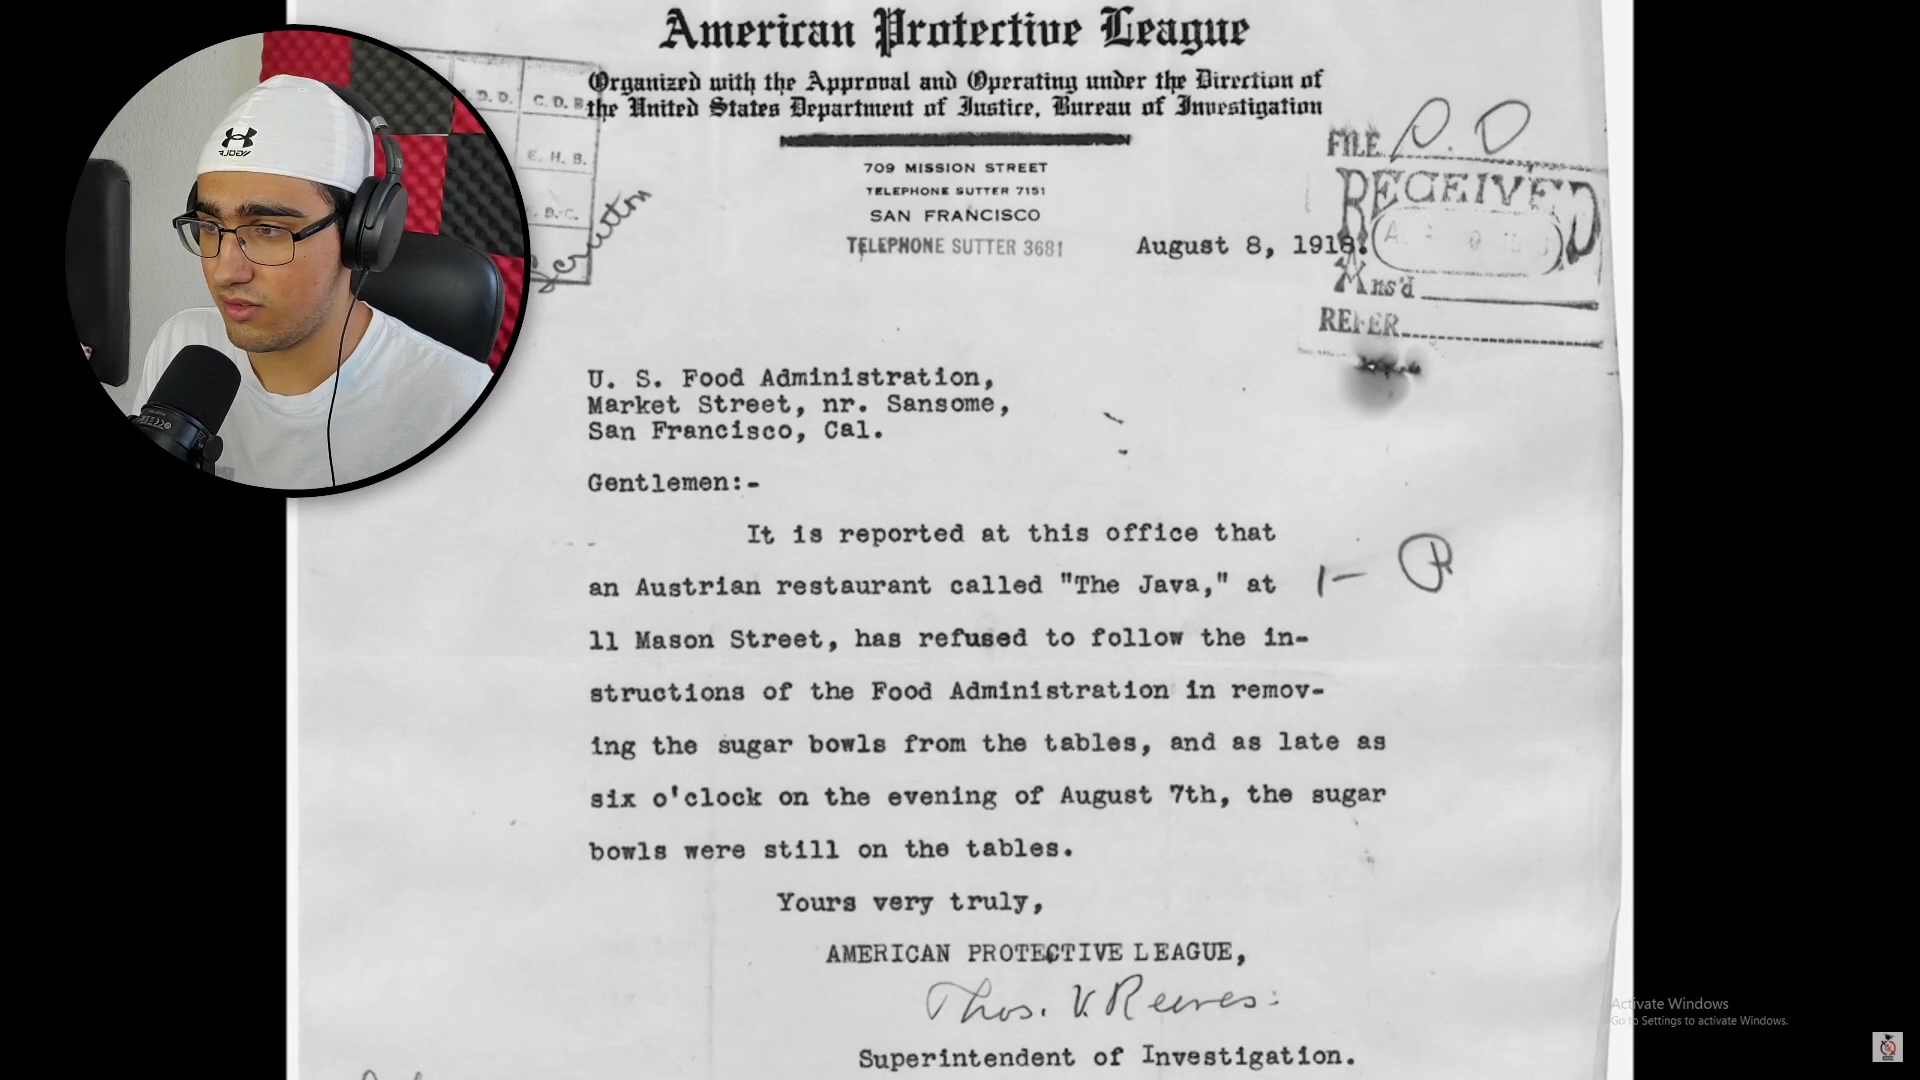 American Protective League
Organized with the Approval and Operating under the Direction of
the United States Department of Justice, Bureau of Investigation
709 MISSION STREET
TELEPHONE SUTTER 7151
SAN FRANCISCO
TELEPHONE SUTTER 3681
August 8, 1918.
D. D.
C. D. B.
E. H. B.
D. C.
FILE
RECEIVED
Ans'd
REFER
U. S. Food Administration,
Market Street, nr. Sansome,
San Francisco, Cal.
Gentlemen:-
It is reported at this office that
an Austrian restaurant called "The Java," at
11 Mason Street, has refused to follow the in-
structions of the Food Administration in remov-
ing the sugar bowls from the tables, and as late as
six o'clock on the evening of August 7th, the sugar
bowls were still on the tables.
Yours very truly,
AMERICAN PROTECTIVE LEAGUE,
Thos. V. Reeves.
Superintendent of Investigation.
Activate Windows
Go to Settings to activate Windows.